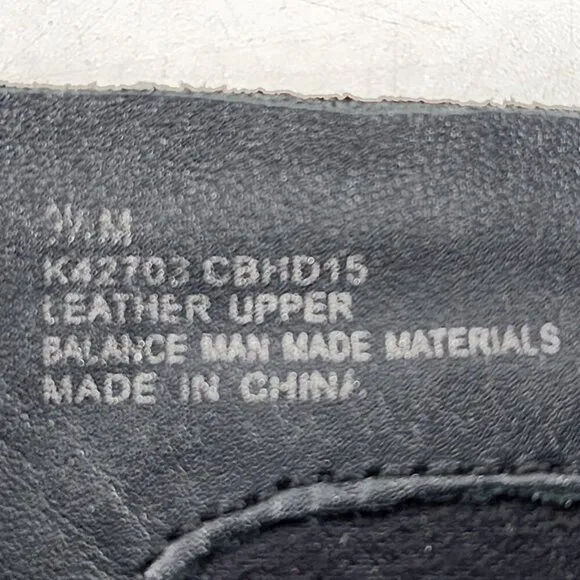 K42703 CBHD15
LEATHER UPPER
BALANCE MAN MADE MATERIALS
MADE IN CHINA